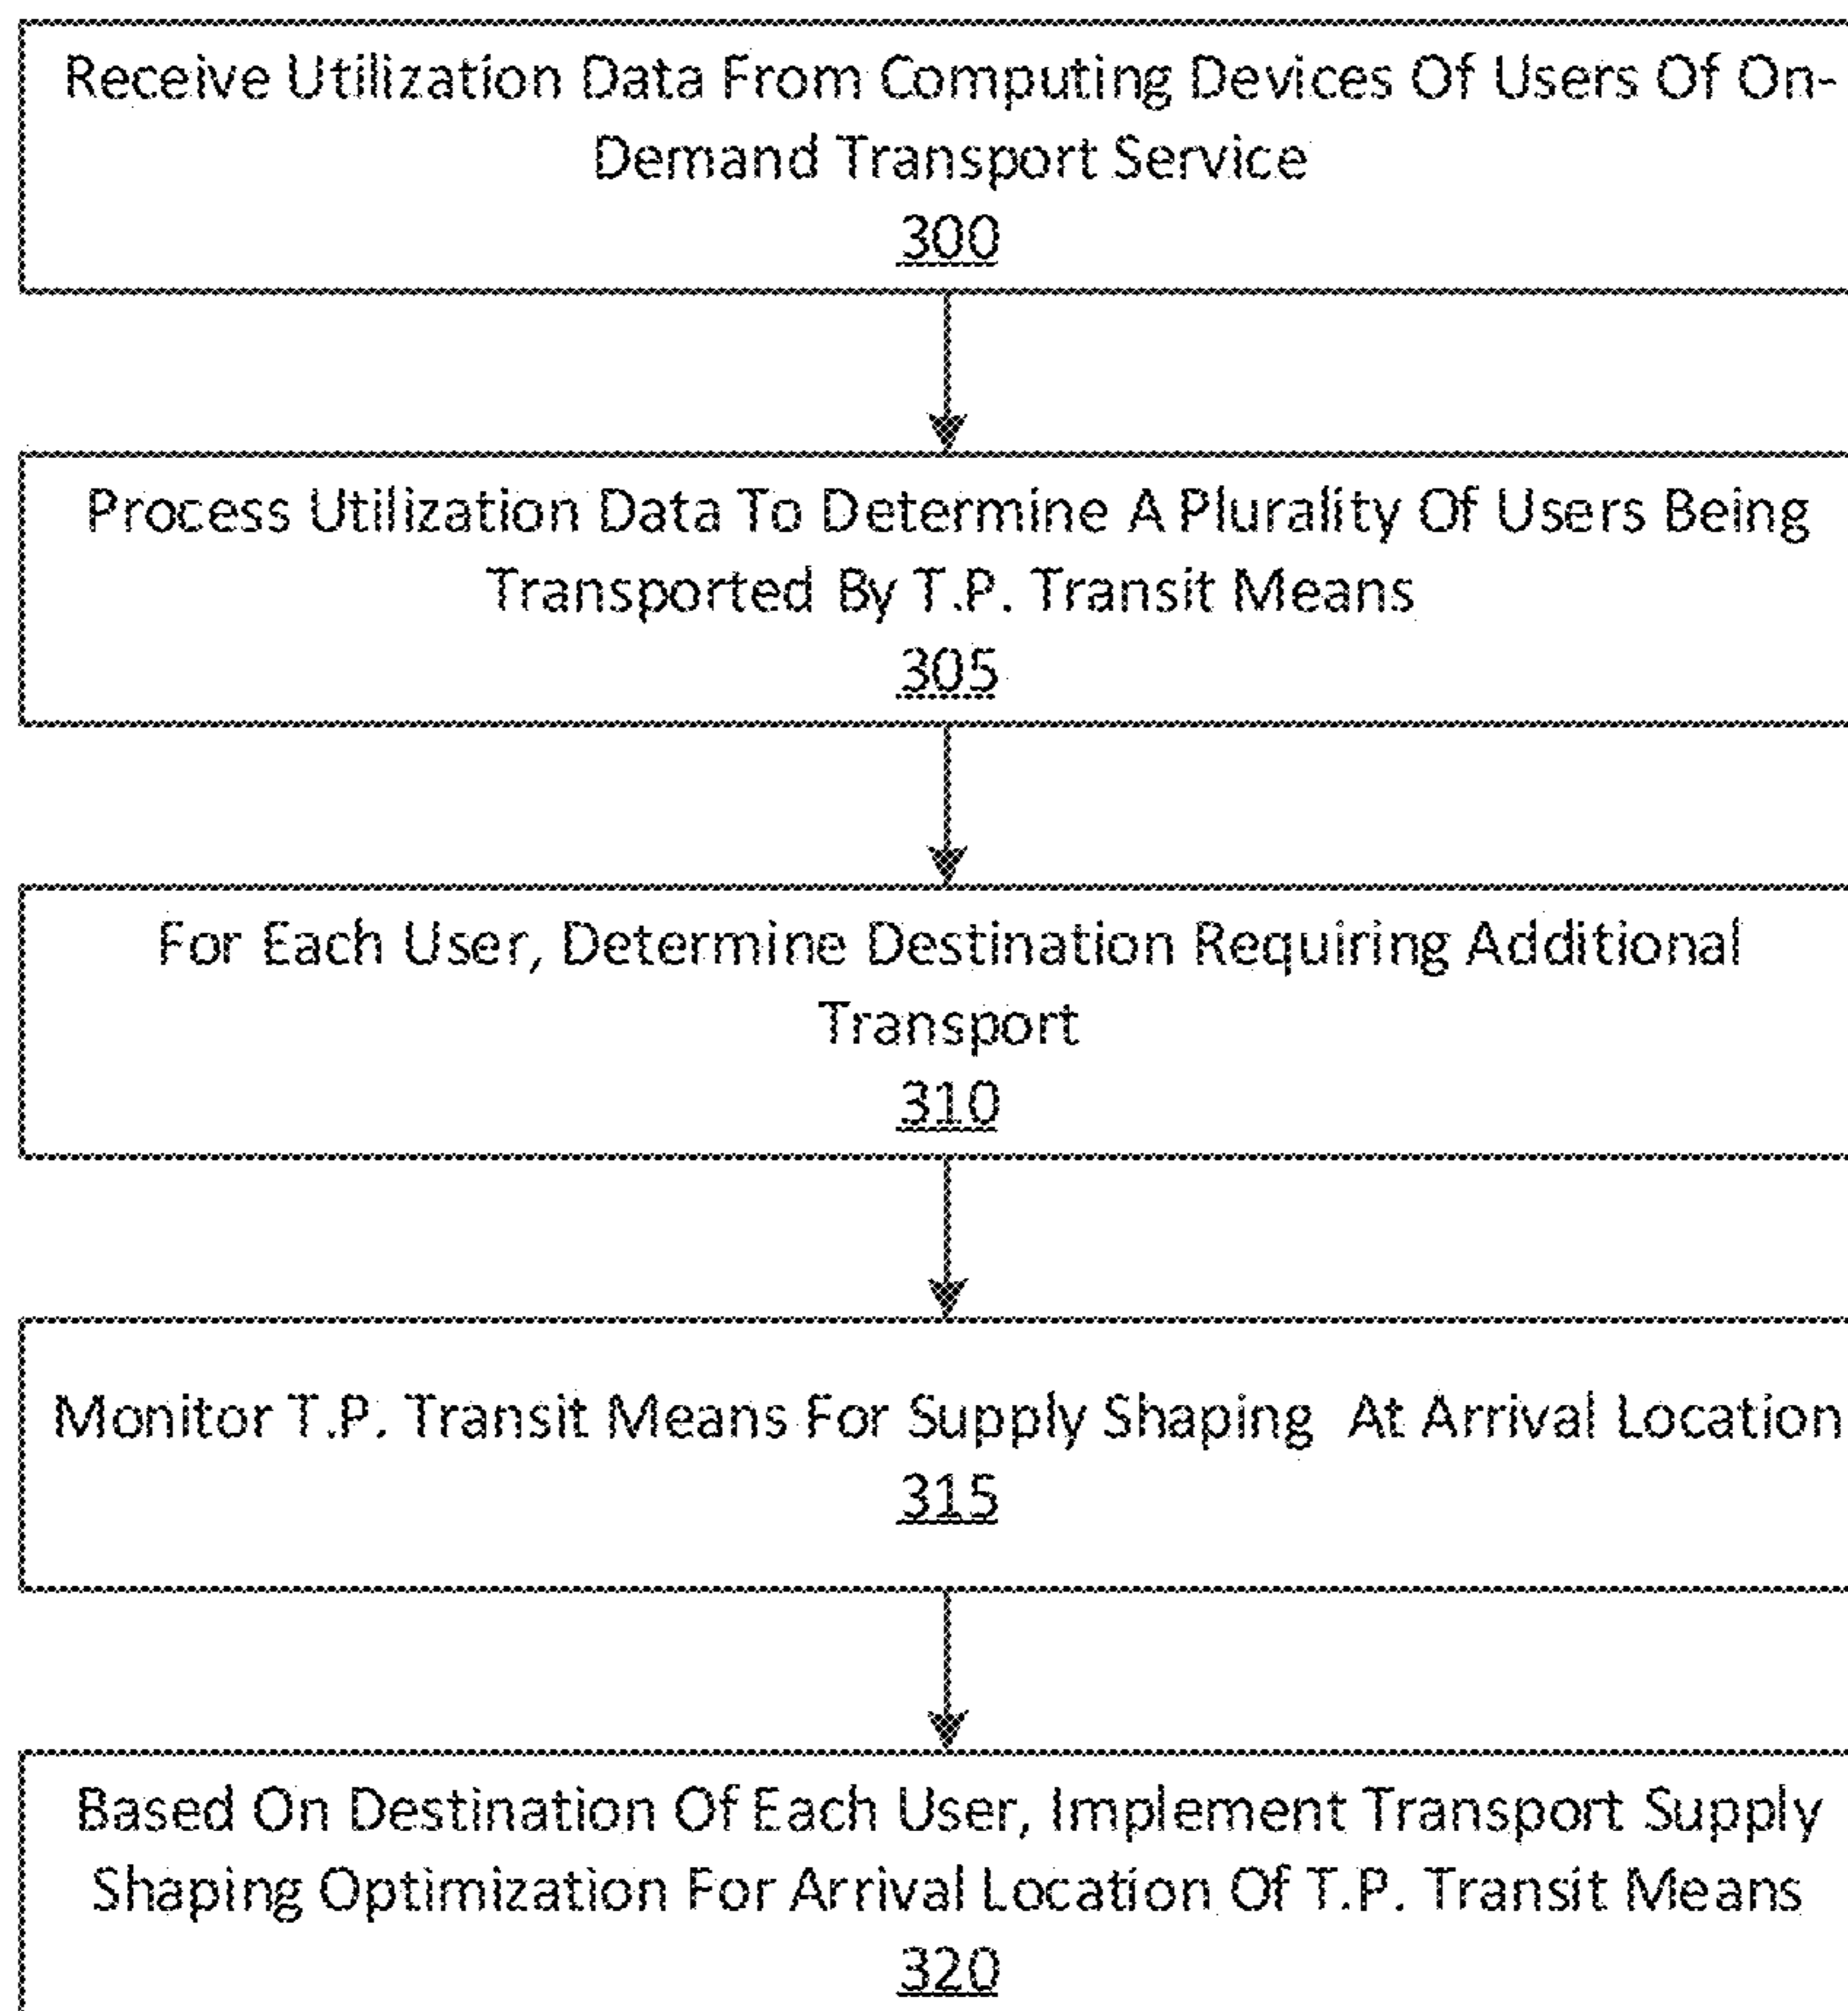 Receive Utilization Data From Computing Devices Of Users Of On-
Demand Transport Service
300
Process Utilization Data To Determine A Plurality Of Users Being
Transported By T.P. Transit Means
305
For Each User, Determine Destination Requiring Additional
Transport
310
Monitor T.P. Transit Means For Supply Shaping At Arrival Location
315
Based On Destination Of Each User, Implement Transport Supply
Shaping Optimization For Arrival Location Of T.P. Transit Means
320